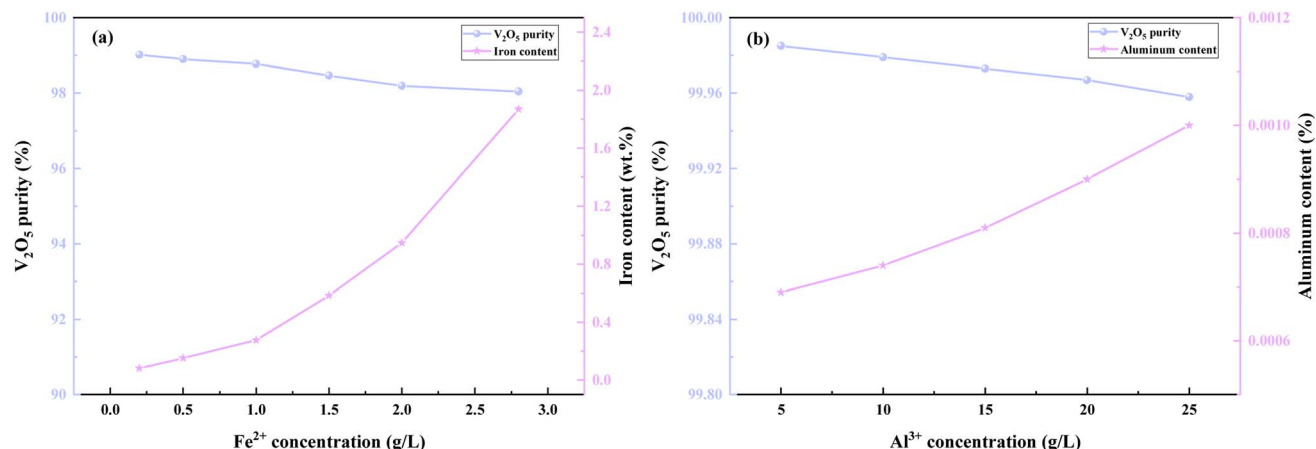 (a)
V₂O₅ purity
Iron content
100
98
96
94
92
90
V₂O₅ purity (%)
2.4
2.0
1.6
1.2
0.8
0.4
0.0
Iron content (wt.%)
0.0 0.5 1.0 1.5 2.0 2.5 3.0
Fe²⁺ concentration (g/L)
(b)
V₂O₅ purity
Aluminum content
100.00
99.96
99.92
99.88
99.84
99.80
V₂O₅ purity (%)
0.0012
0.0010
0.0008
0.0006
Aluminum content (%)
5 10 15 20 25
Al³⁺ concentration (g/L)